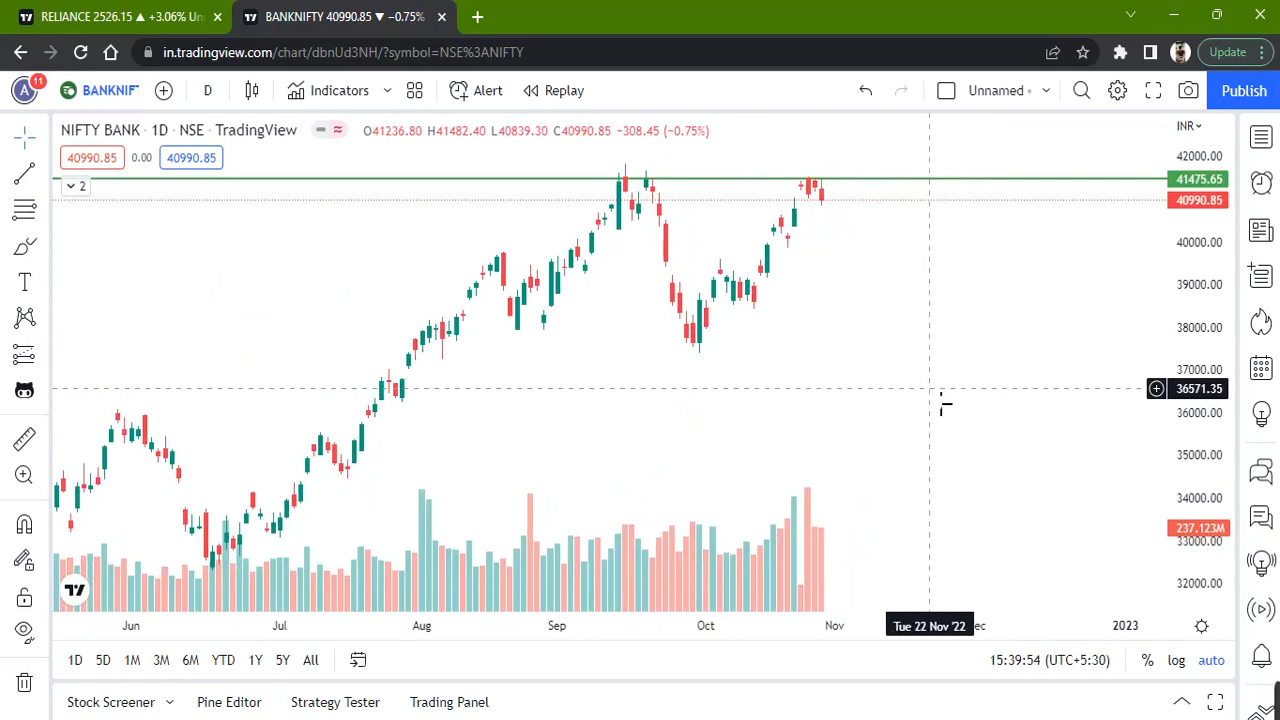 RELIANCE 2526.15 ▲ +3.06% Un
BANKNIFTY 40990.85 ▼ −0.75%
in.tradingview.com/chart/dbnUd3NH/?symbol=NSE%3ANIFTY
Update
A 11
BANKNIF
D
Indicators
Alert
Replay
Unnamed
Publish
NIFTY BANK · 1D · NSE · TradingView
O41236.80 H41482.40 L40839.30 C40990.85 −308.45 (−0.75%)
INR
40990.85 0.00 40990.85
2
42000.00
41475.65
40990.85
40000.00
39000.00
38000.00
37000.00
36571.35
36000.00
35000.00
34000.00
237.123M
33000.00
32000.00
Jun Jul Aug Sep Oct Nov Tue 22 Nov '22 ec 2023
1D 5D 1M 3M 6M YTD 1Y 5Y All
15:39:54 (UTC+5:30) % log auto
Stock Screener Pine Editor Strategy Tester Trading Panel